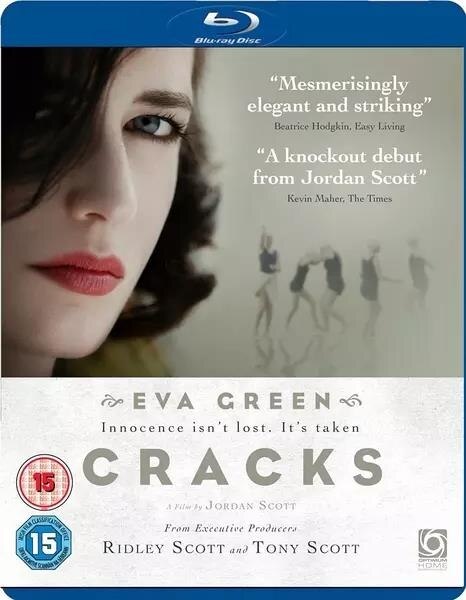 Blu-ray Disc
“Mesmerisingly
elegant and striking”
Beatrice Hodgkin, Easy Living
“A knockout debut
from Jordan Scott”
Kevin Maher, The Times
EVA GREEN
Innocence isn't lost. It's taken
CRACKS
A Film by JORDAN SCOTT
From Executive Producers
RIDLEY SCOTT and TONY SCOTT
15
15
OPTIMUM
HOME